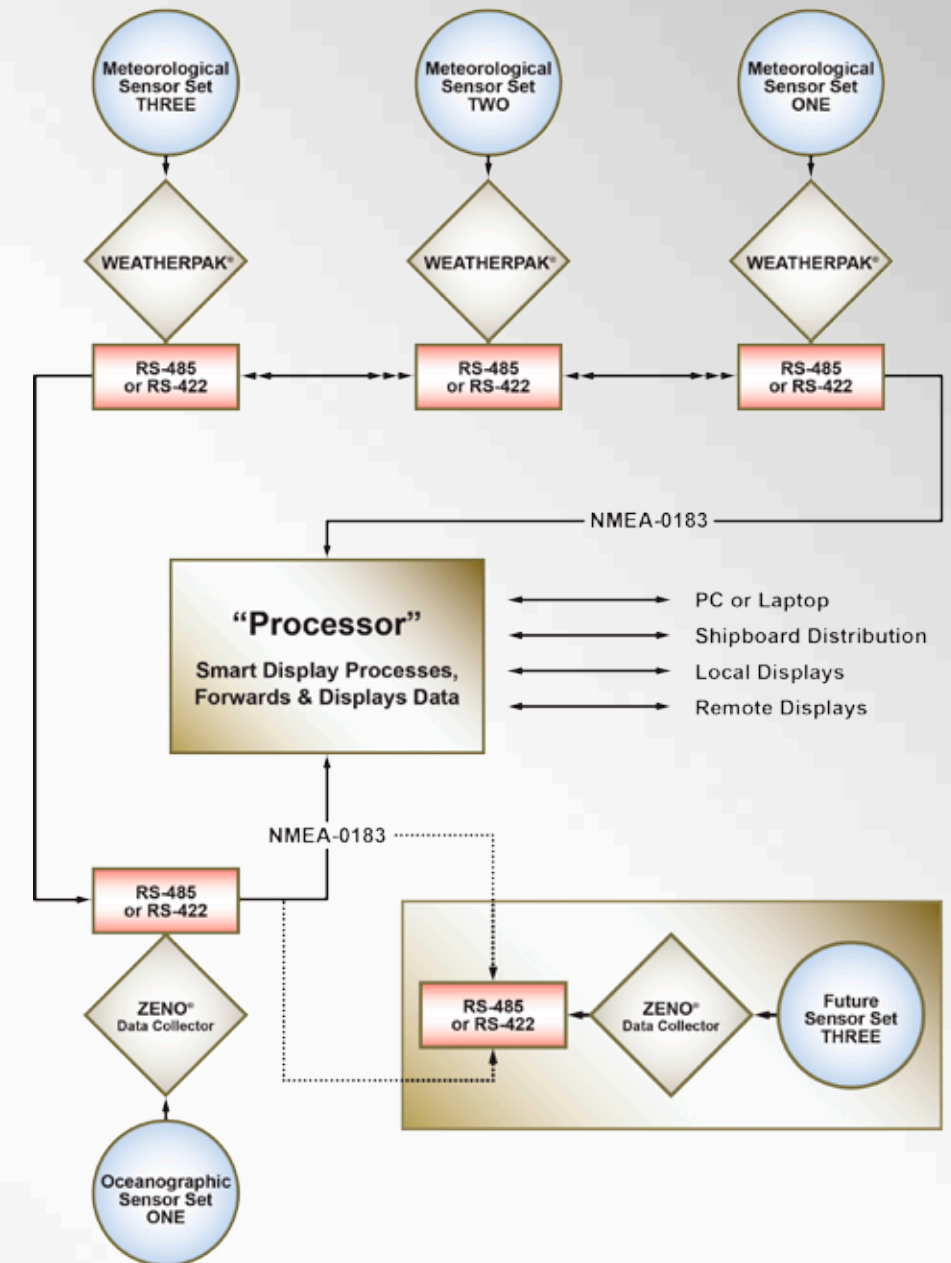 Meteorological
Sensor Set
THREE
Meteorological
Sensor Set
TWO
Meteorological
Sensor Set
ONE
WEATHERPAK®
WEATHERPAK®
WEATHERPAK®
RS-485
or RS-422
RS-485
or RS-422
RS-485
or RS-422
NMEA-0183
“Processor”
Smart Display Processes,
Forwards & Displays Data
PC or Laptop
Shipboard Distribution
Local Displays
Remote Displays
NMEA-0183
RS-485
or RS-422
ZENO®
Data Collector
Oceanographic
Sensor Set
ONE
RS-485
or RS-422
ZENO®
Data Collector
Future
Sensor Set
THREE